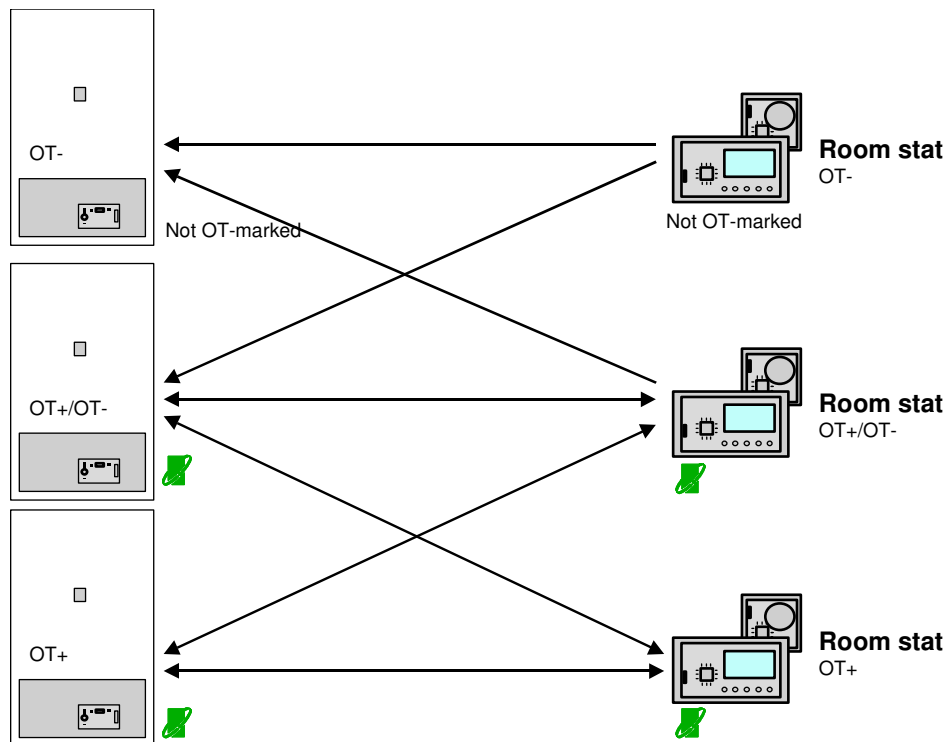 OT-
Room stat
OT-
Not OT-marked
Not OT-marked
OT+/OT-
Room stat
OT+/OT-
OT+
Room stat
OT+